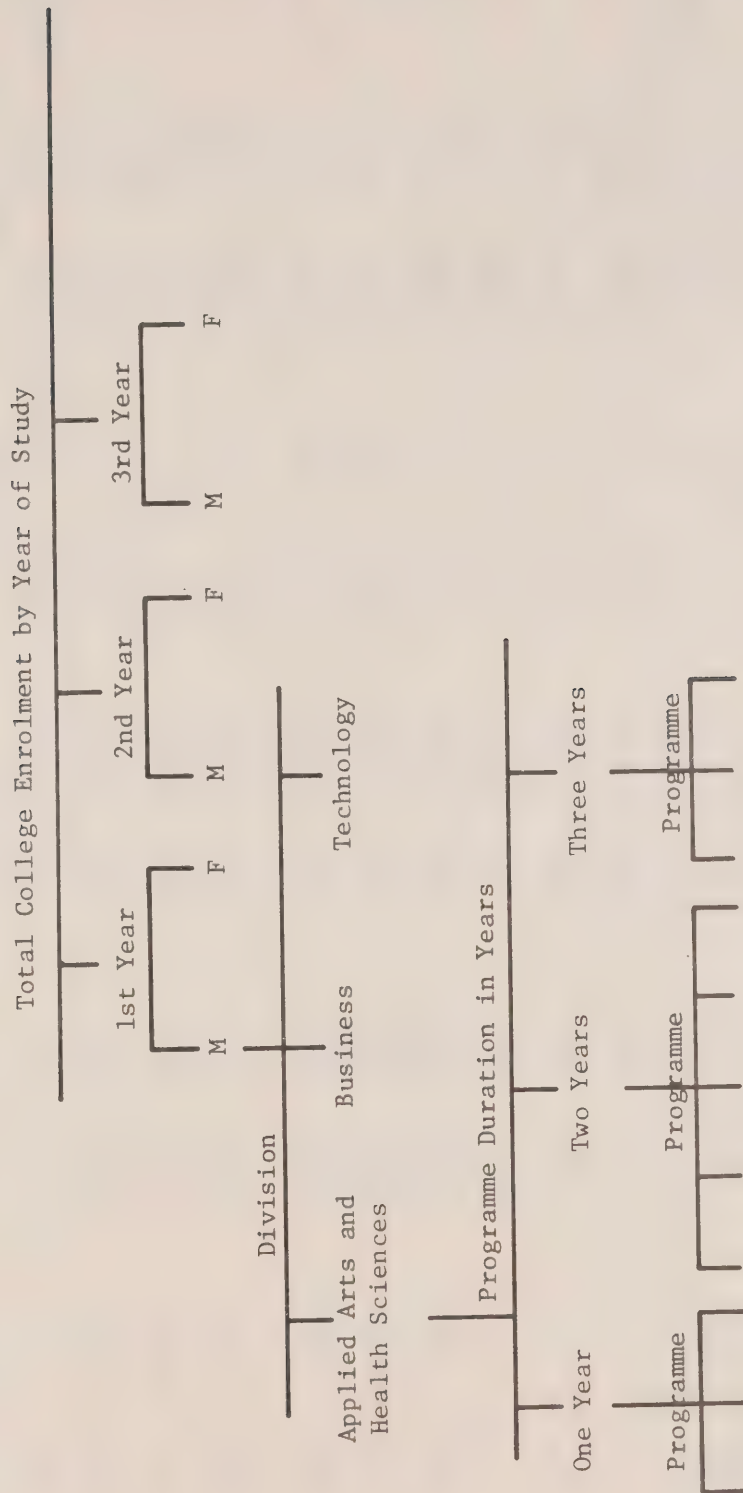 Total College Enrolment by Year of Study
1st Year
2nd Year
3rd Year
M
F
M
F
M
F
Division
Applied Arts and
Health Sciences
Business
Technology
Programme Duration in Years
One Year
Two Years
Three Years
Programme
Programme
Programme